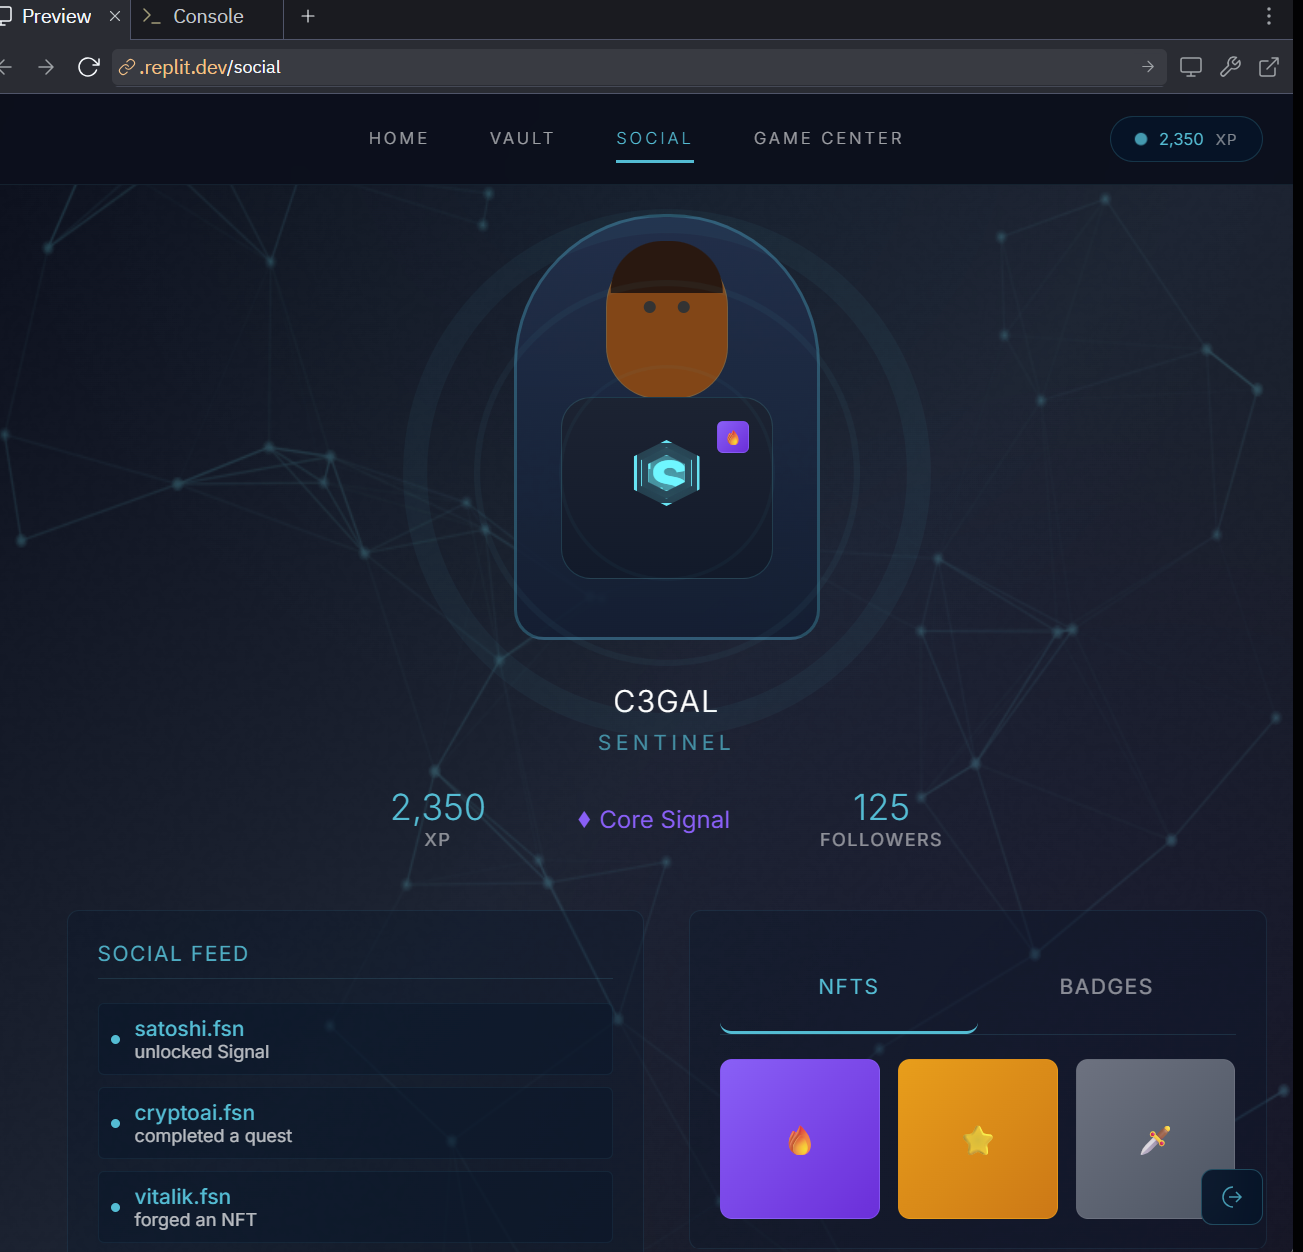 Preview
Console
.replit.dev/social
HOME VAULT SOCIAL GAME CENTER
2,350 XP
S
C3GAL
SENTINEL
2,350
XP
Core Signal
125
FOLLOWERS
SOCIAL FEED
satoshi.fsn
unlocked Signal
cryptoai.fsn
completed a quest
vitalik.fsn
forged an NFT
NFTS BADGES